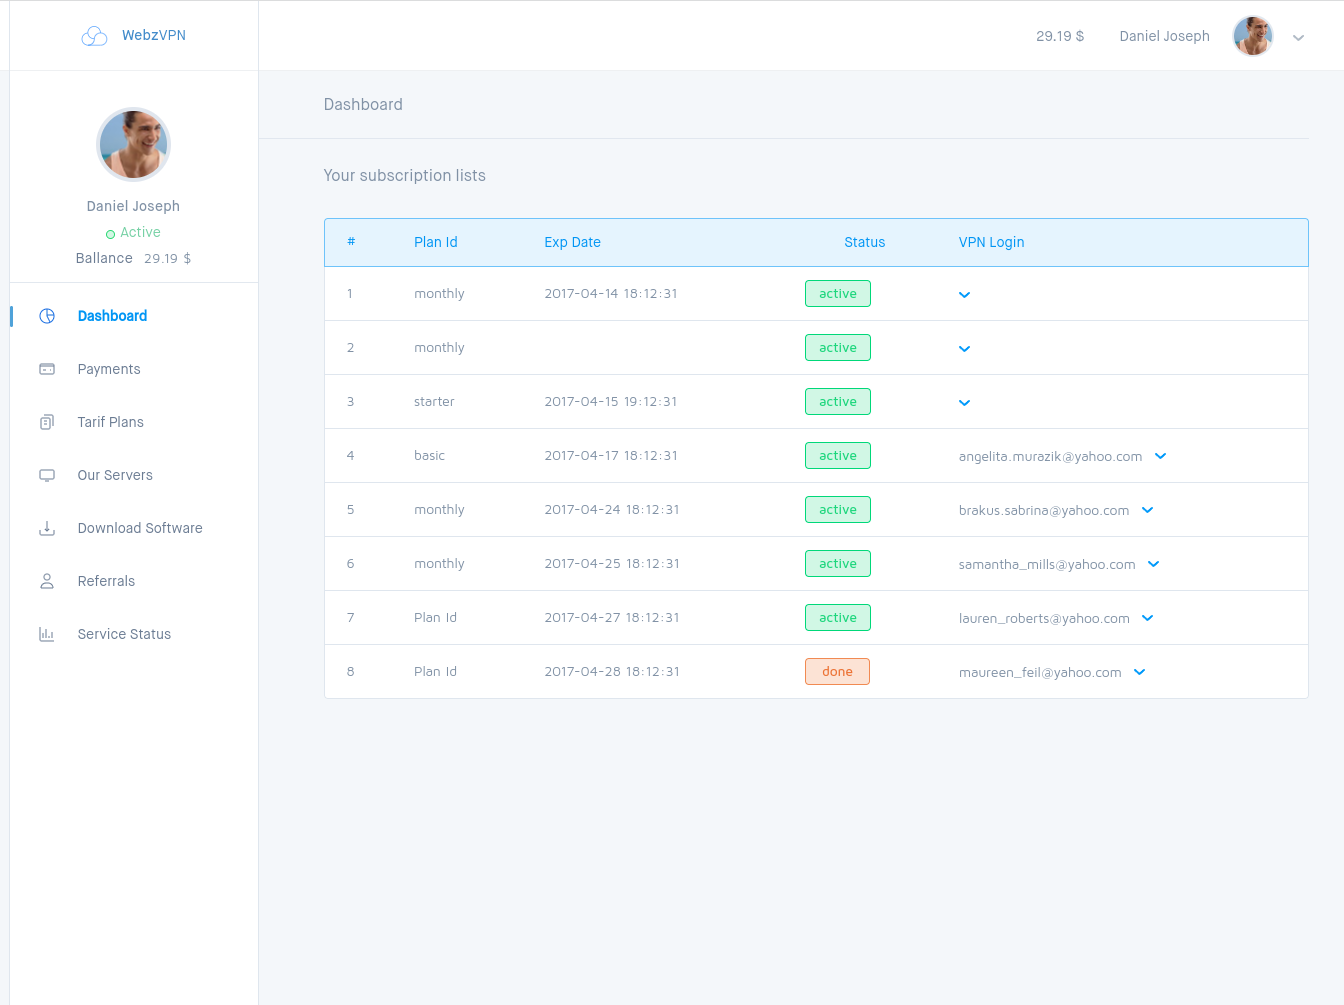 WebzVPN
29.19 $ Daniel Joseph
Daniel Joseph
Active
Ballance 29.19 $
Dashboard
Payments
Tarif Plans
Our Servers
Download Software
Referrals
Service Status
Dashboard
Your subscription lists
# Plan Id Exp Date Status VPN Login
1 monthly 2017-04-14 18:12:31 active
2 monthly active
3 starter 2017-04-15 19:12:31 active
4 basic 2017-04-17 18:12:31 active angelita.murazik@yahoo.com
5 monthly 2017-04-24 18:12:31 active brakus.sabrina@yahoo.com
6 monthly 2017-04-25 18:12:31 active samantha_mills@yahoo.com
7 Plan Id 2017-04-27 18:12:31 active lauren_roberts@yahoo.com
8 Plan Id 2017-04-28 18:12:31 done maureen_feil@yahoo.com